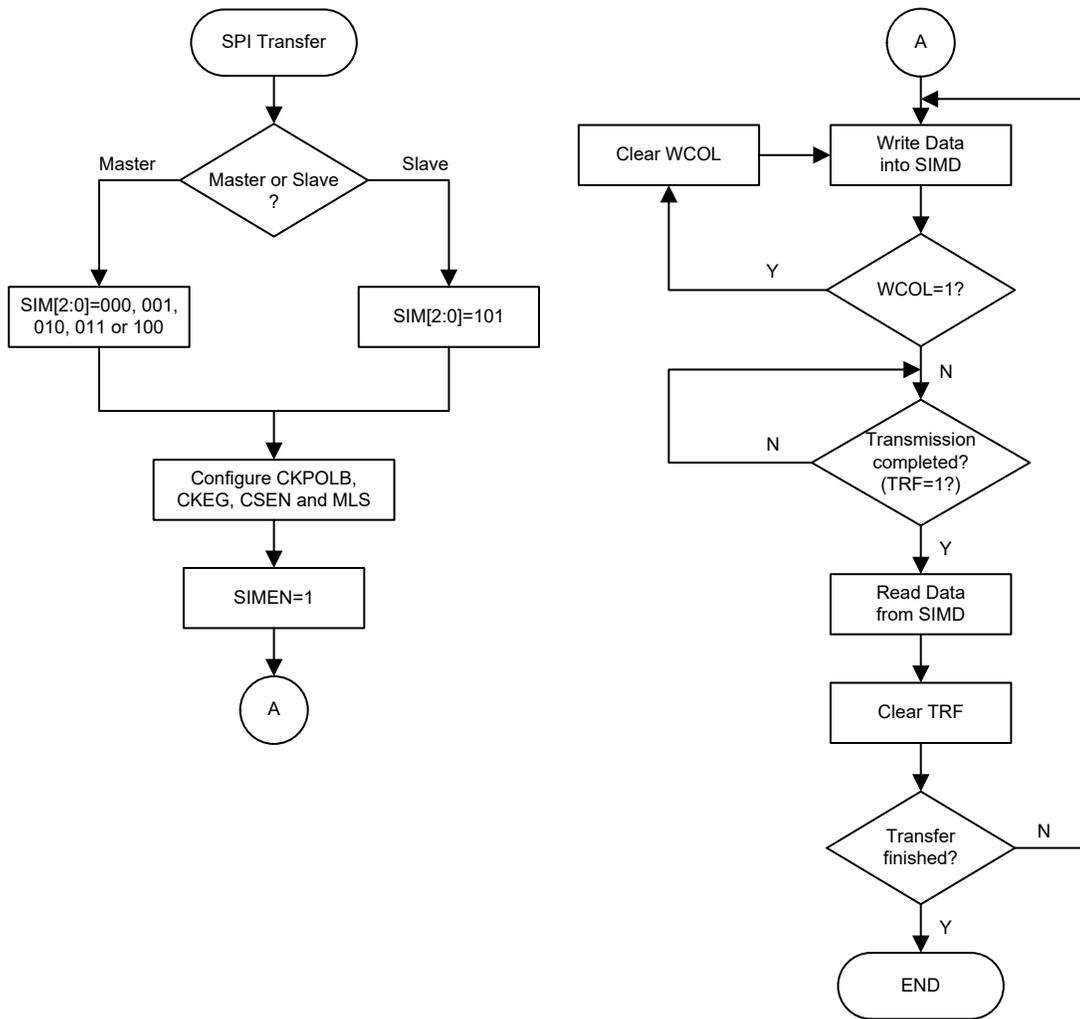 SPI Transfer
Master
Slave
Master or Slave
?
SIM[2:0]=000, 001,
010, 011 or 100
SIM[2:0]=101
Configure CKPOLB,
CKEG, CSEN and MLS
SIMEN=1
A
A
Clear WCOL
Write Data
into SIMD
Y
WCOL=1?
N
N
Transmission
completed?
(TRF=1?)
Y
Read Data
from SIMD
Clear TRF
Transfer
finished?
N
Y
END